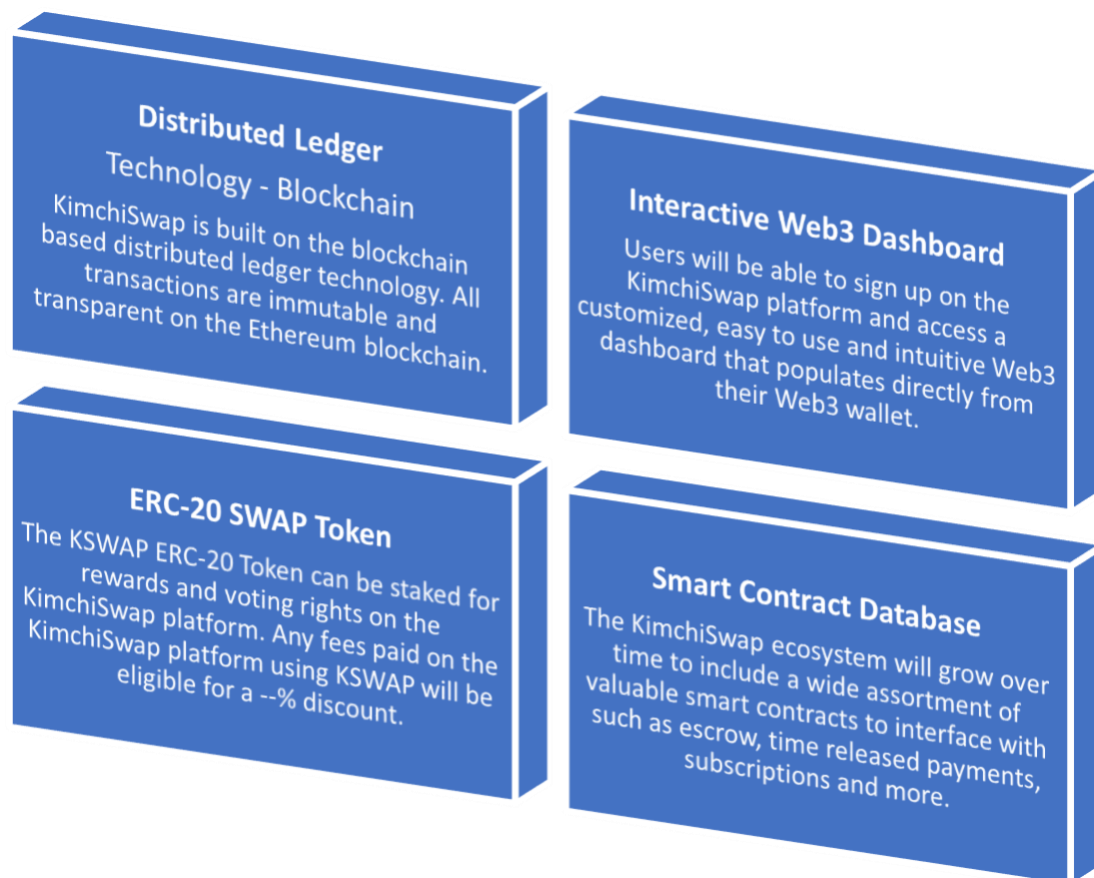 Distributed Ledger
Technology - Blockchain
KimchiSwap is built on the blockchain
based distributed ledger technology. All
transactions are immutable and
transparent on the Ethereum blockchain.
Interactive Web3 Dashboard
Users will be able to sign up on the
KimchiSwap platform and access a
customized, easy to use and intuitive Web3
dashboard that populates directly from
their Web3 wallet.
ERC-20 SWAP Token
The KSWAP ERC-20 Token can be staked for
rewards and voting rights on the
KimchiSwap platform. Any fees paid on the
KimchiSwap platform using KSWAP will be
eligible for a --% discount.
Smart Contract Database
The KimchiSwap ecosystem will grow over
time to include a wide assortment of
valuable smart contracts to interface with
such as escrow, time released payments,
subscriptions and more.